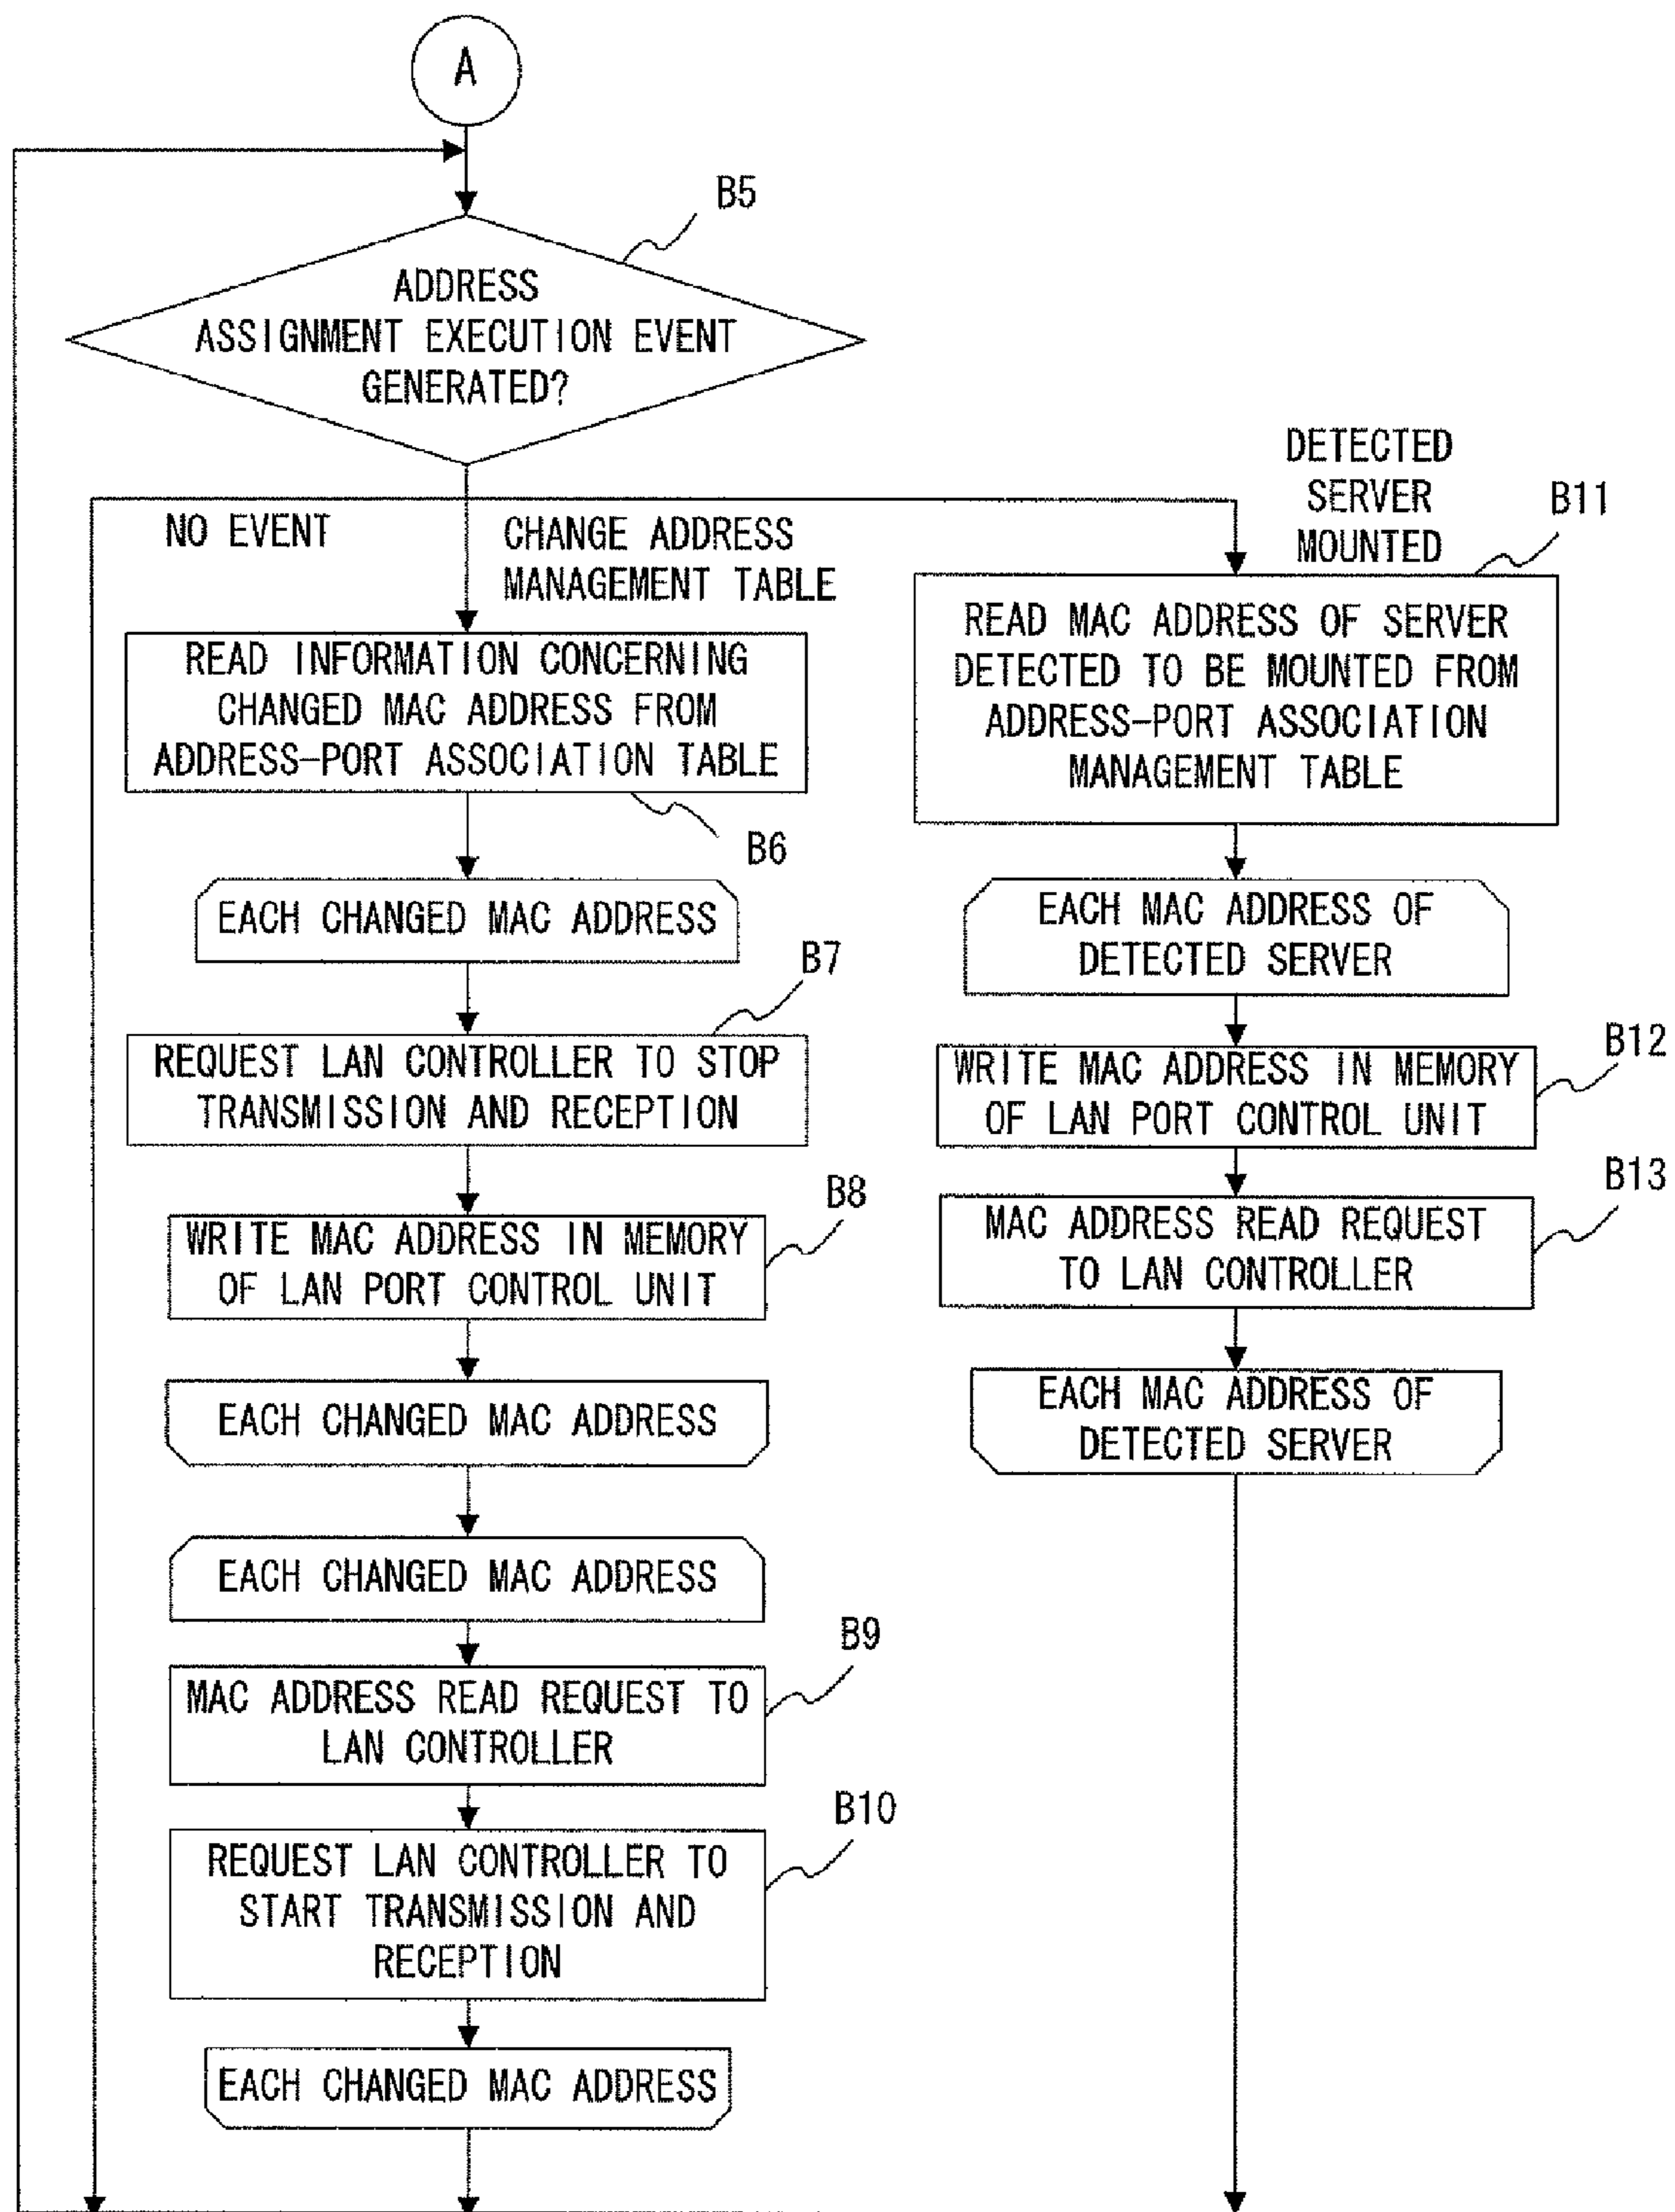 A
B5
ADDRESS
ASSIGNMENT EXECUTION EVENT
GENERATED?
NO EVENT
CHANGE ADDRESS
MANAGEMENT TABLE
DETECTED
SERVER
MOUNTED
B11
READ INFORMATION CONCERNING
CHANGED MAC ADDRESS FROM
ADDRESS-PORT ASSOCIATION TABLE
B6
EACH CHANGED MAC ADDRESS
B7
REQUEST LAN CONTROLLER TO STOP
TRANSMISSION AND RECEPTION
B8
WRITE MAC ADDRESS IN MEMORY
OF LAN PORT CONTROL UNIT
EACH CHANGED MAC ADDRESS
EACH CHANGED MAC ADDRESS
B9
MAC ADDRESS READ REQUEST TO
LAN CONTROLLER
B10
REQUEST LAN CONTROLLER TO
START TRANSMISSION AND
RECEPTION
EACH CHANGED MAC ADDRESS
READ MAC ADDRESS OF SERVER
DETECTED TO BE MOUNTED FROM
ADDRESS-PORT ASSOCIATION
MANAGEMENT TABLE
EACH MAC ADDRESS OF
DETECTED SERVER
B12
WRITE MAC ADDRESS IN MEMORY
OF LAN PORT CONTROL UNIT
B13
MAC ADDRESS READ REQUEST
TO LAN CONTROLLER
EACH MAC ADDRESS OF
DETECTED SERVER